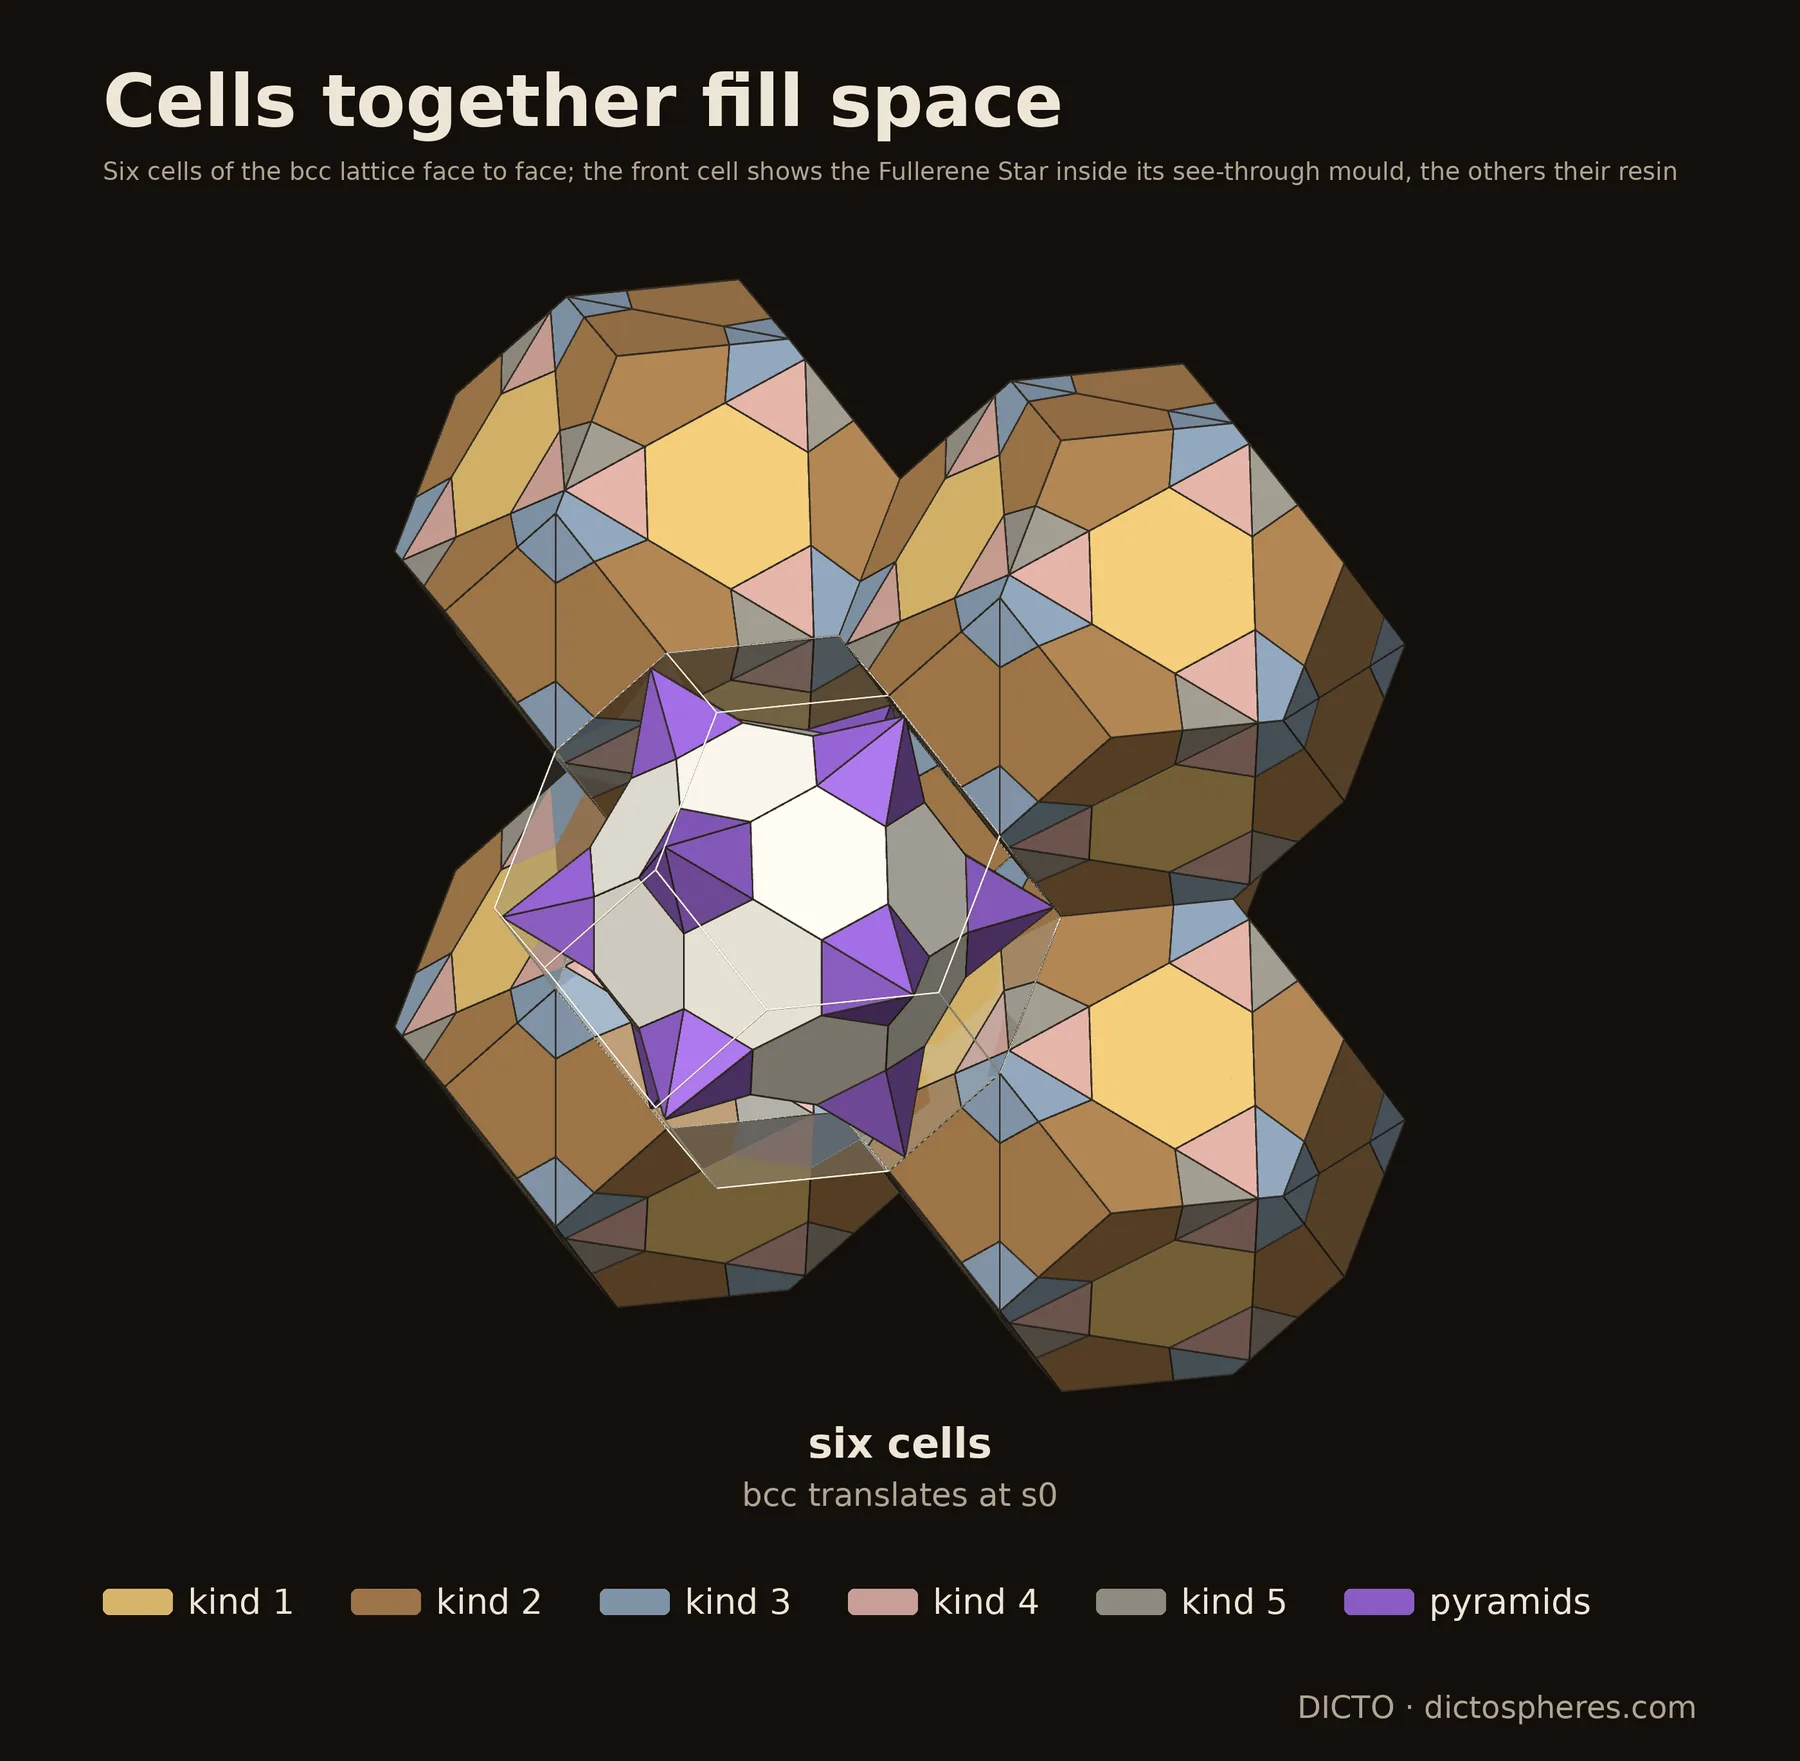 Cells together fill space
Six cells of the bcc lattice face to face; the front cell shows the Fullerene Star inside its see-through mould, the others their resin
six cells
bcc translates at s0
kind 1
kind 2
kind 3
kind 4
kind 5
pyramids
DICTO · dictospheres.com